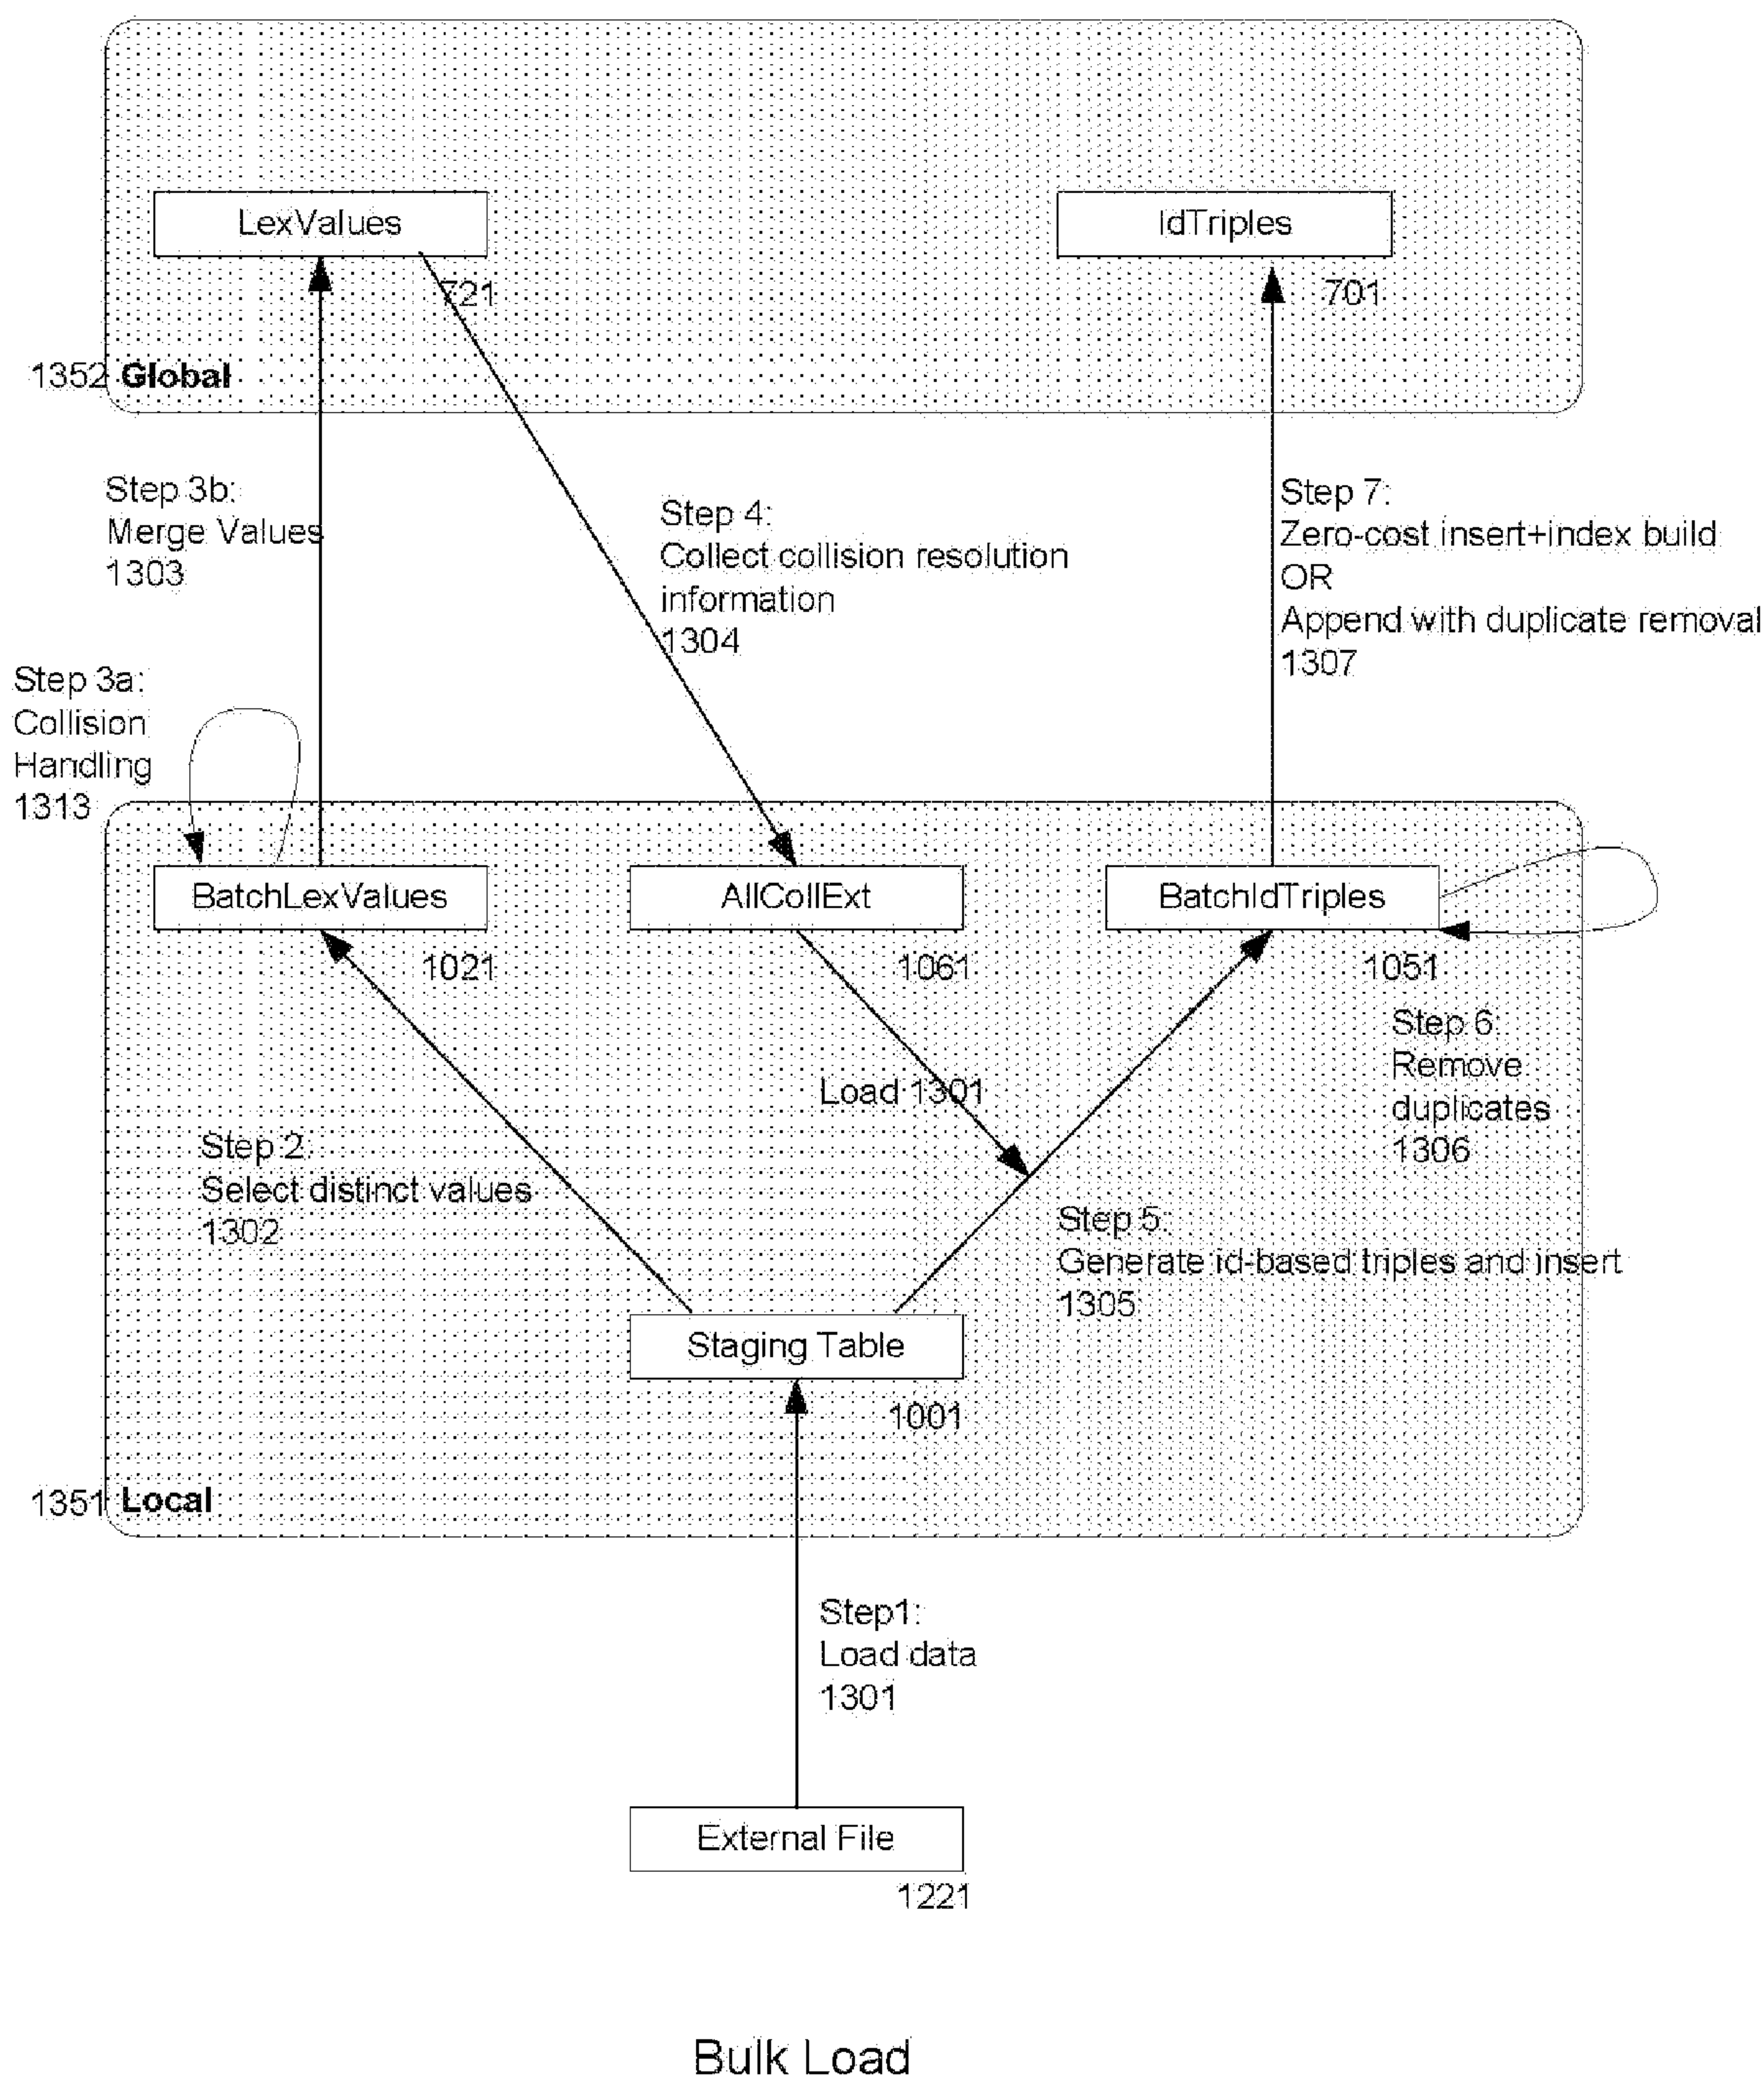 LexValues
IdTriples
721
701
1352 Global
Step 3b:
Merge Values
1303
Step 4:
Collect collision resolution
information
1304
Step 7:
Zero-cost insert+index build
OR
Append with duplicate removal
1307
Step 3a:
Collision
Handling
1313
BatchLexValues
AllCollExt
BatchIdTriples
1021
1061
1051
Step 6:
Remove
duplicates
1306
Load 1301
Step 2:
Select distinct values
1302
Step 5:
Generate id-based triples and insert
1305
Staging Table
1001
1351 Local
Step1:
Load data
1301
External File
1221
Bulk Load